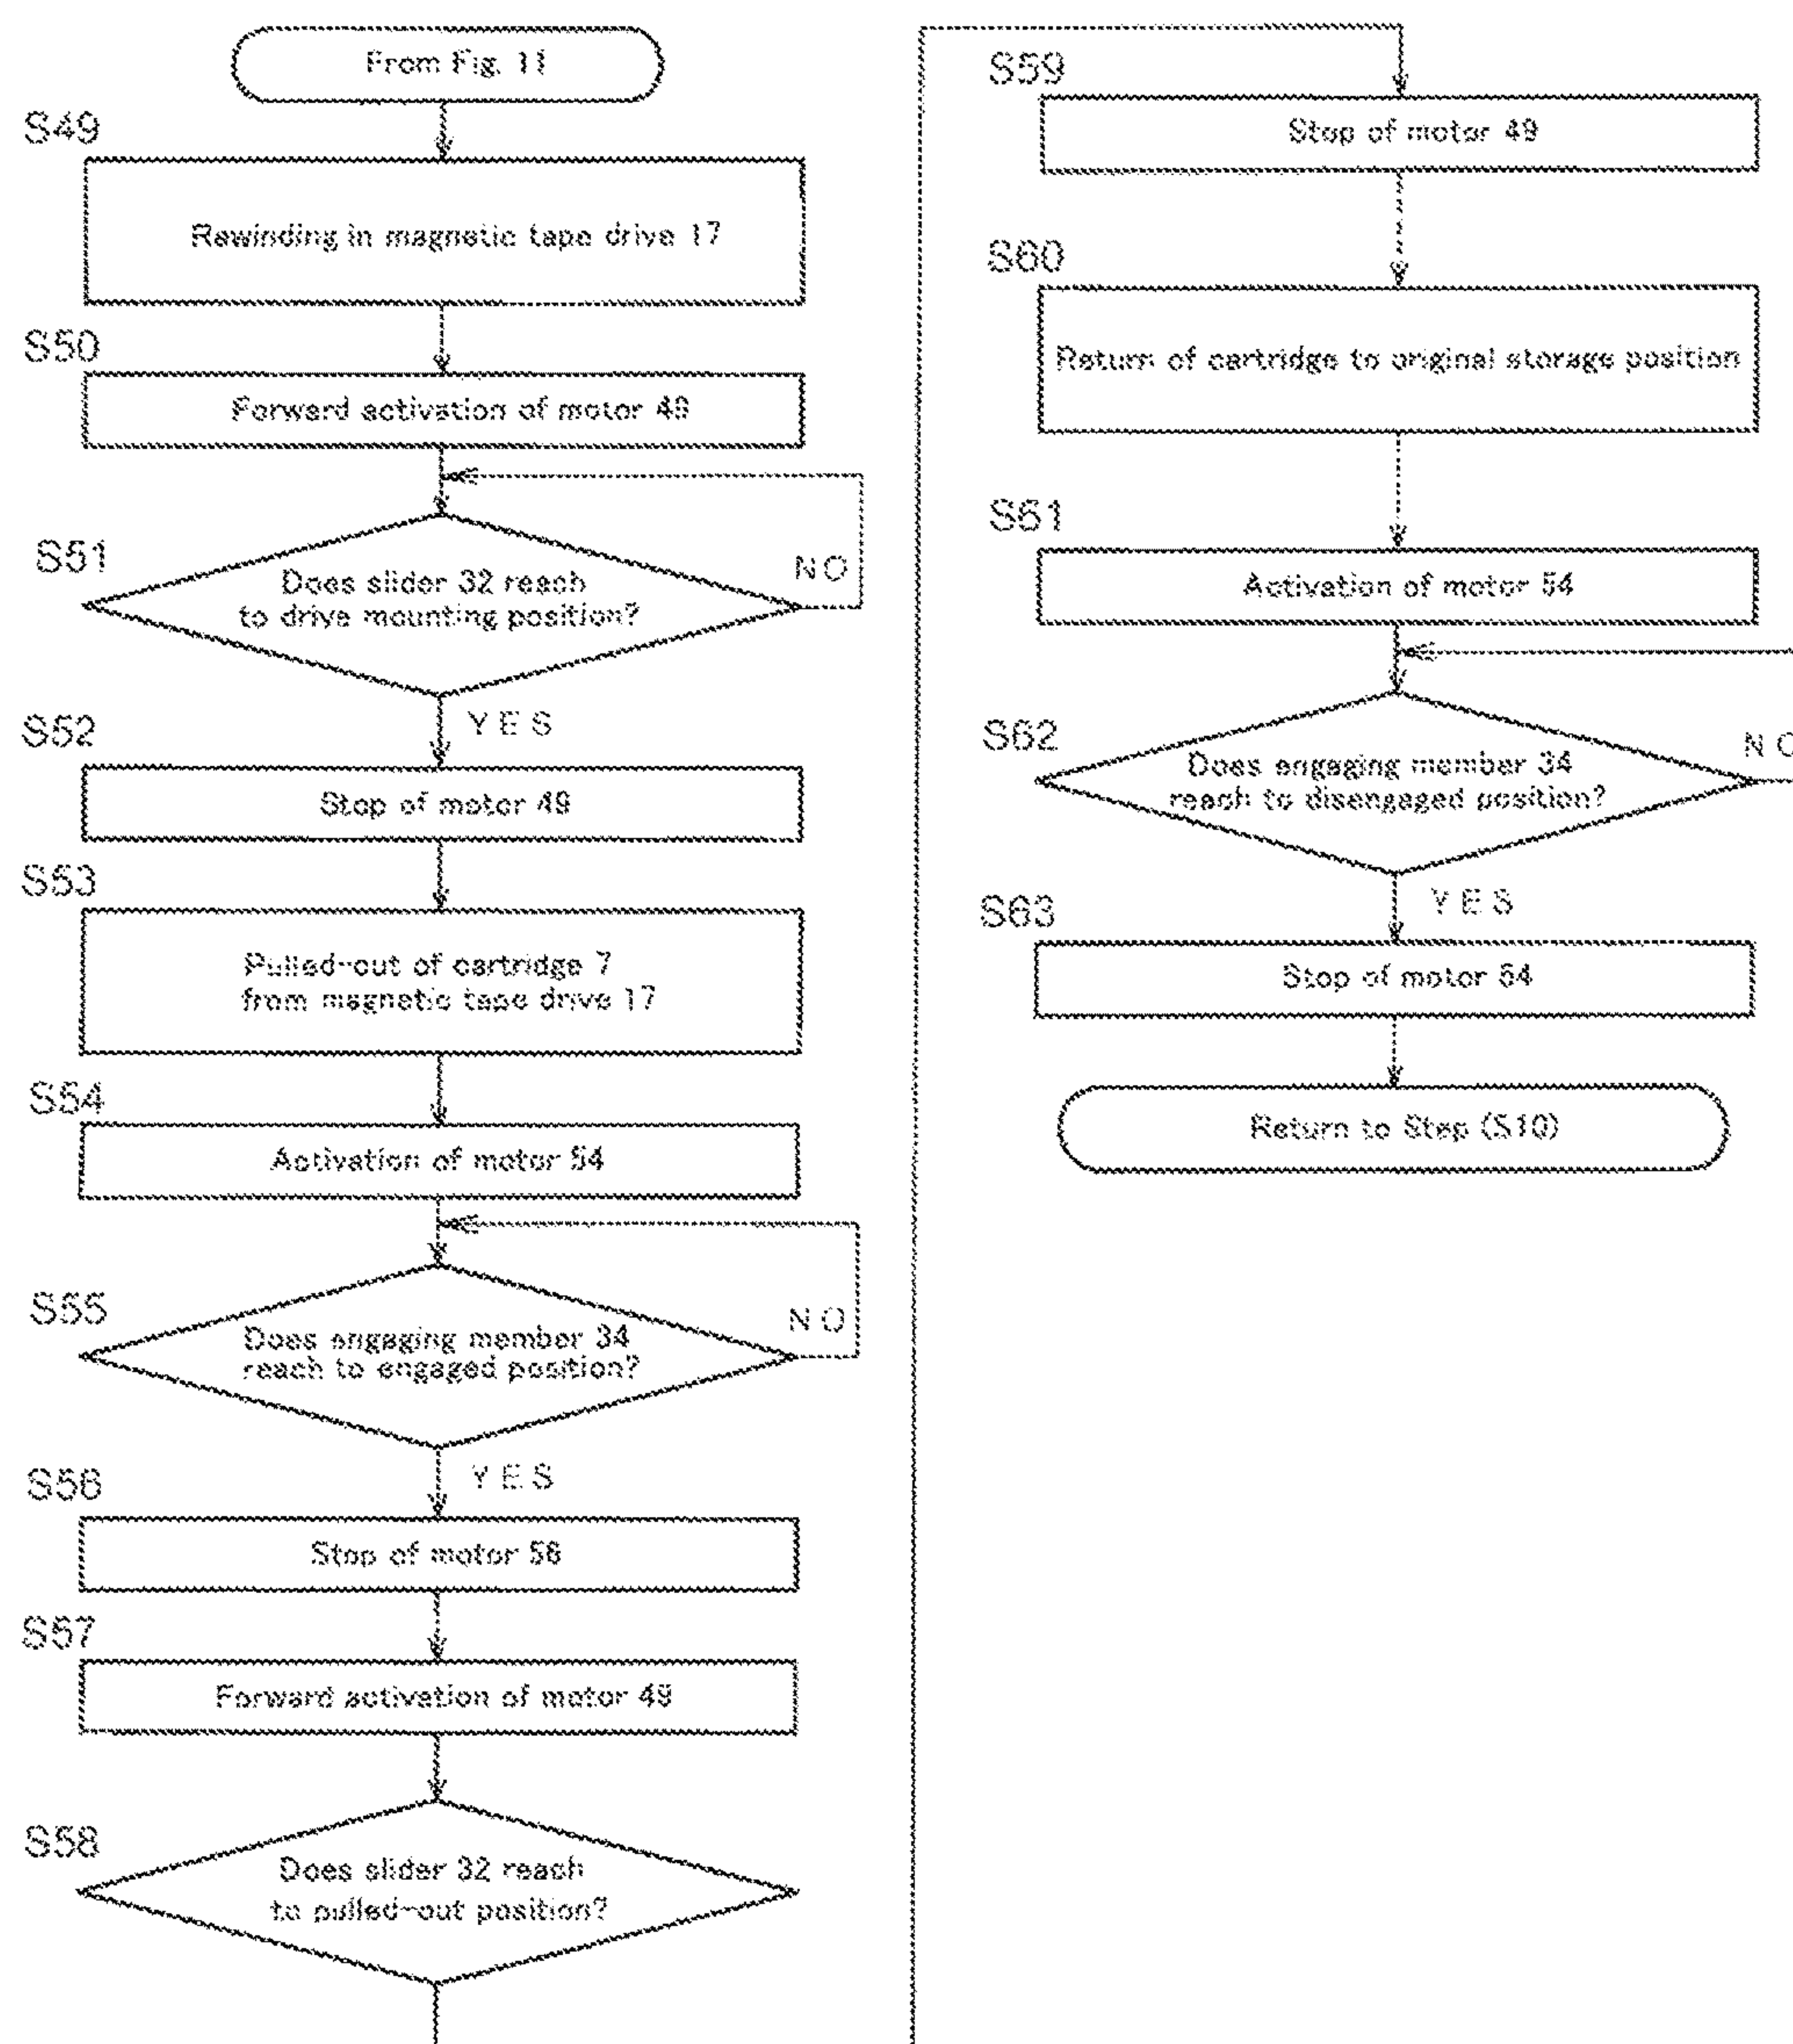 From Fig. 11
S49
Rewinding in magnetic tape drive 17
S50
Forward activation of motor 49
S51
Does slider 32 reach
to drive mounting position?
NO
YES
S52
Stop of motor 49
S53
Pulled-out of cartridge 7
from magnetic tape drive 17
S54
Activation of motor 54
S55
Does engaging member 34
reach to engaged position?
NO
YES
S56
Stop of motor 56
S57
Forward activation of motor 49
S58
Does slider 32 reach
to pulled-out position?
S59
Stop of motor 49
S60
Return of cartridge to original storage position
S61
Activation of motor 54
S62
Does engaging member 34
reach to disengaged position?
NO
YES
S63
Stop of motor 54
Return to Step (S10)